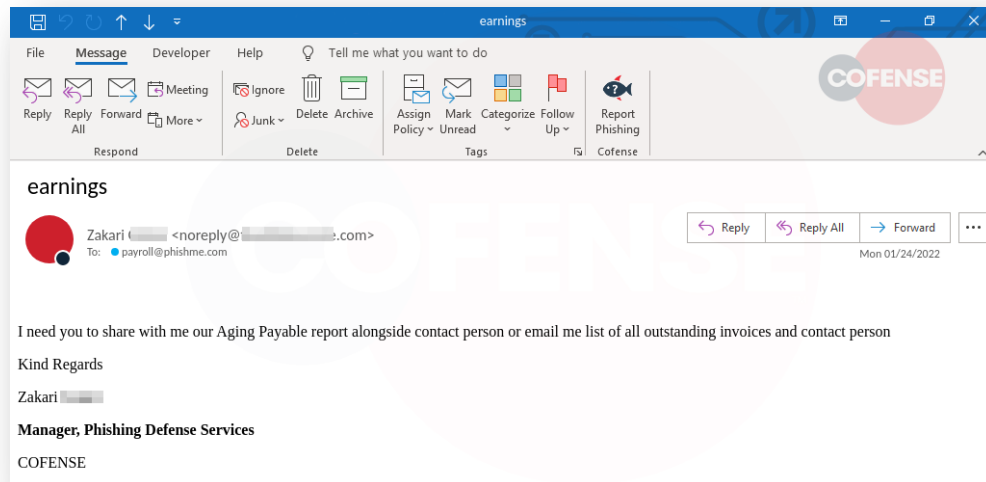 earnings
File Message Developer Help Tell me what you want to do
COFENSE
Reply Reply All Forward Meeting More Ignore Junk Delete Archive Assign Policy Mark Unread Categorize Follow Up Report Phishing
Respond Delete Tags Cofense
earnings
Zakari <noreply@ e.com>
To: payroll@phishme.com
Reply Reply All Forward
Mon 01/24/2022
COFENSE
I need you to share with me our Aging Payable report alongside contact person or email me list of all outstanding invoices and contact person
Kind Regards
Zakari
Manager, Phishing Defense Services
COFENSE